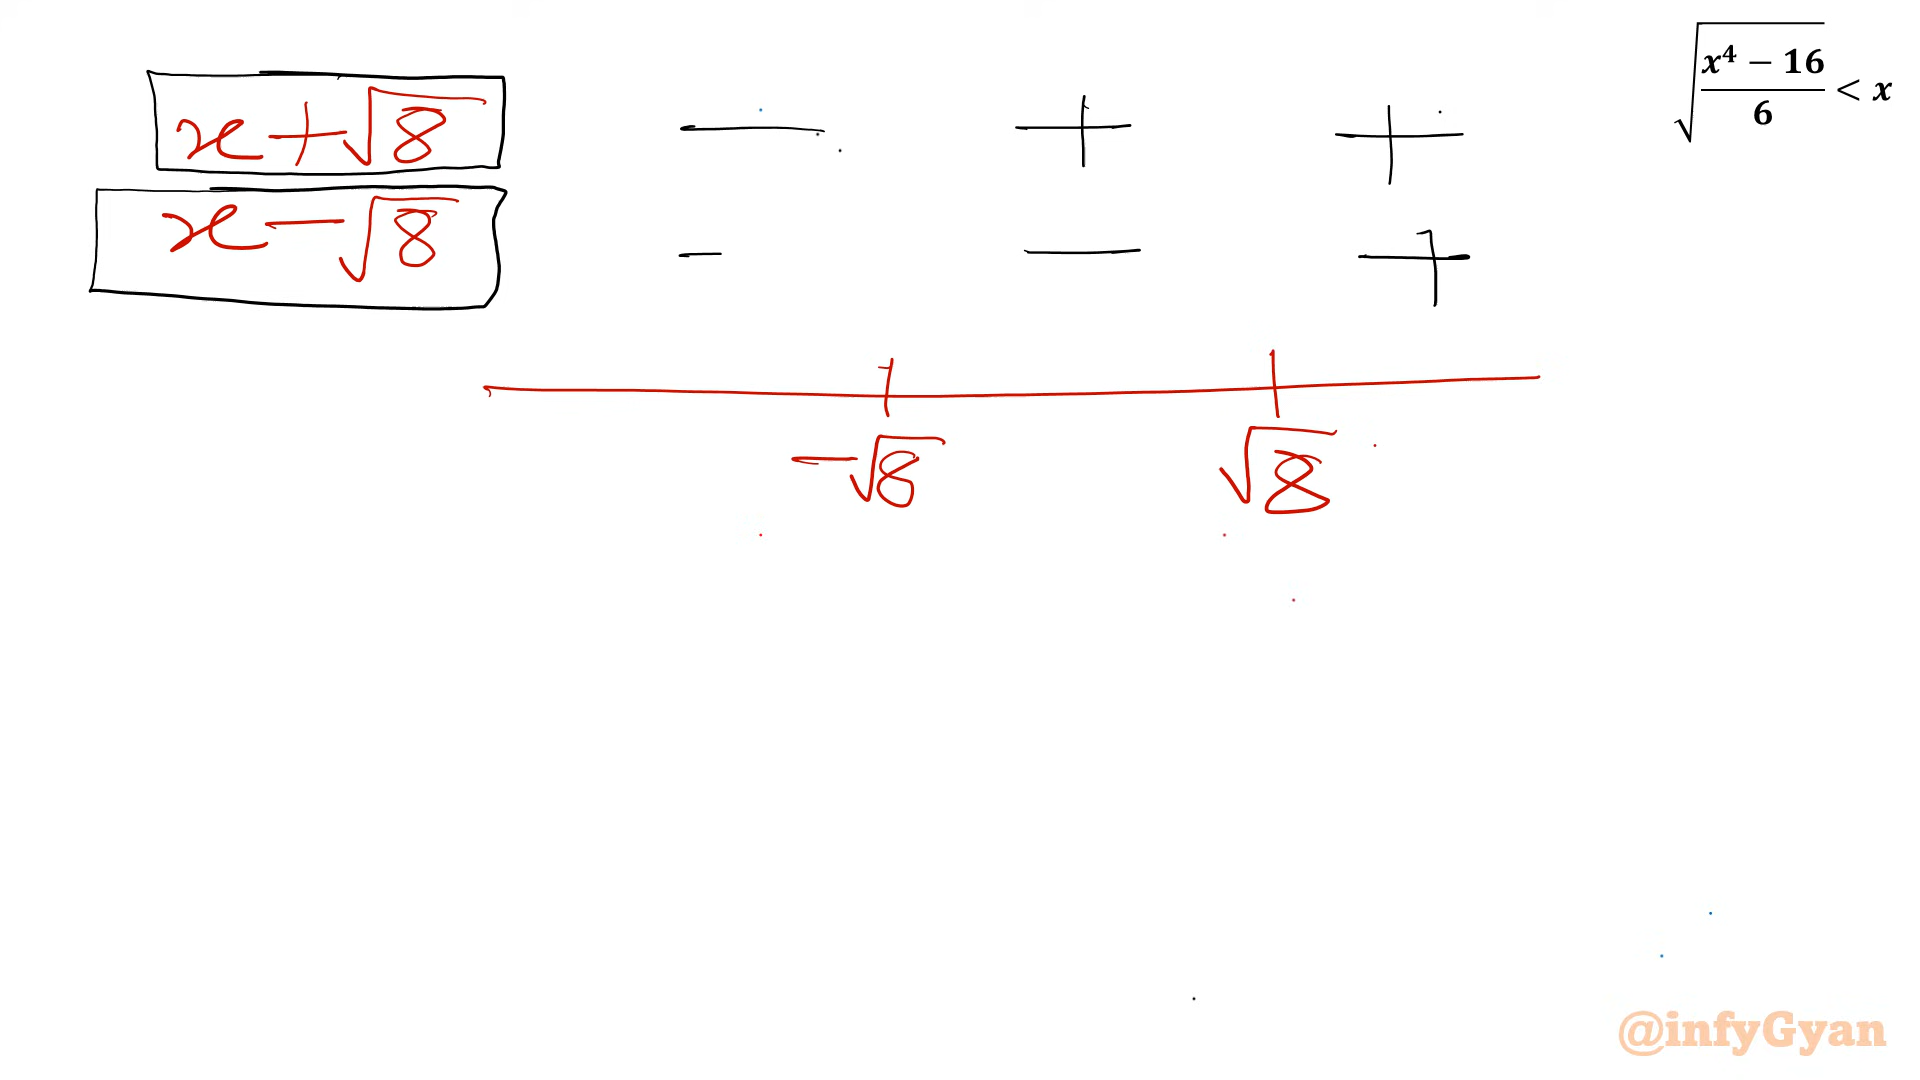 x+√8 — + +
x-√8 - — +
-√8 √8
√((x⁴ − 16)/6) < x
@infyGyan